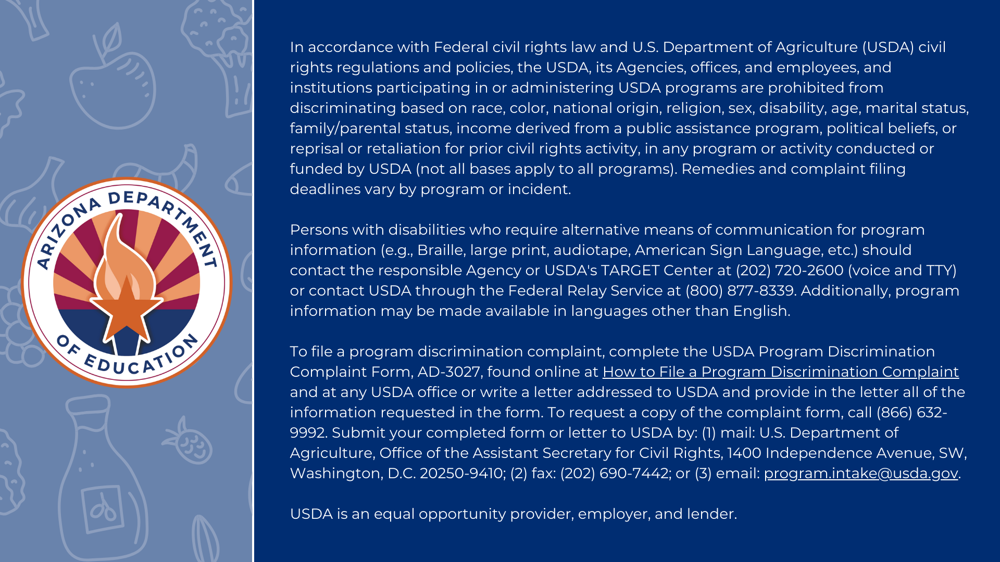 ARIZONA DEPARTMENT
OF EDUCATION
In accordance with Federal civil rights law and U.S. Department of Agriculture (USDA) civil
rights regulations and policies, the USDA, its Agencies, offices, and employees, and
institutions participating in or administering USDA programs are prohibited from
discriminating based on race, color, national origin, religion, sex, disability, age, marital status,
family/parental status, income derived from a public assistance program, political beliefs, or
reprisal or retaliation for prior civil rights activity, in any program or activity conducted or
funded by USDA (not all bases apply to all programs). Remedies and complaint filing
deadlines vary by program or incident.
Persons with disabilities who require alternative means of communication for program
information (e.g., Braille, large print, audiotape, American Sign Language, etc.) should
contact the responsible Agency or USDA's TARGET Center at (202) 720-2600 (voice and TTY)
or contact USDA through the Federal Relay Service at (800) 877-8339. Additionally, program
information may be made available in languages other than English.
To file a program discrimination complaint, complete the USDA Program Discrimination
Complaint Form, AD-3027, found online at How to File a Program Discrimination Complaint
and at any USDA office or write a letter addressed to USDA and provide in the letter all of the
information requested in the form. To request a copy of the complaint form, call (866) 632-
9992. Submit your completed form or letter to USDA by: (1) mail: U.S. Department of
Agriculture, Office of the Assistant Secretary for Civil Rights, 1400 Independence Avenue, SW,
Washington, D.C. 20250-9410; (2) fax: (202) 690-7442; or (3) email: program.intake@usda.gov.
USDA is an equal opportunity provider, employer, and lender.